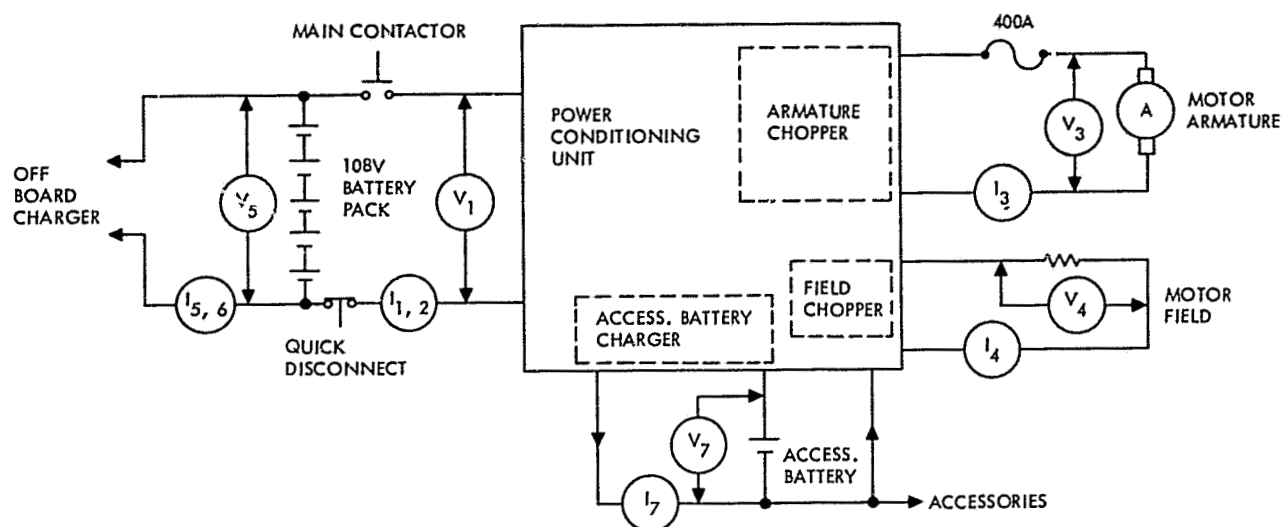 400A
MAIN CONTACTOR
POWER
CONDITIONING
UNIT
ARMATURE
CHOPPER
V3
A
MOTOR
ARMATURE
OFF
BOARD
CHARGER
V5
108V
BATTERY
PACK
V1
I3
I5, 6
I1, 2
QUICK
DISCONNECT
ACCESS. BATTERY
CHARGER
FIELD
CHOPPER
V4
MOTOR
FIELD
I4
V7
ACCESS.
BATTERY
I7
ACCESSORIES